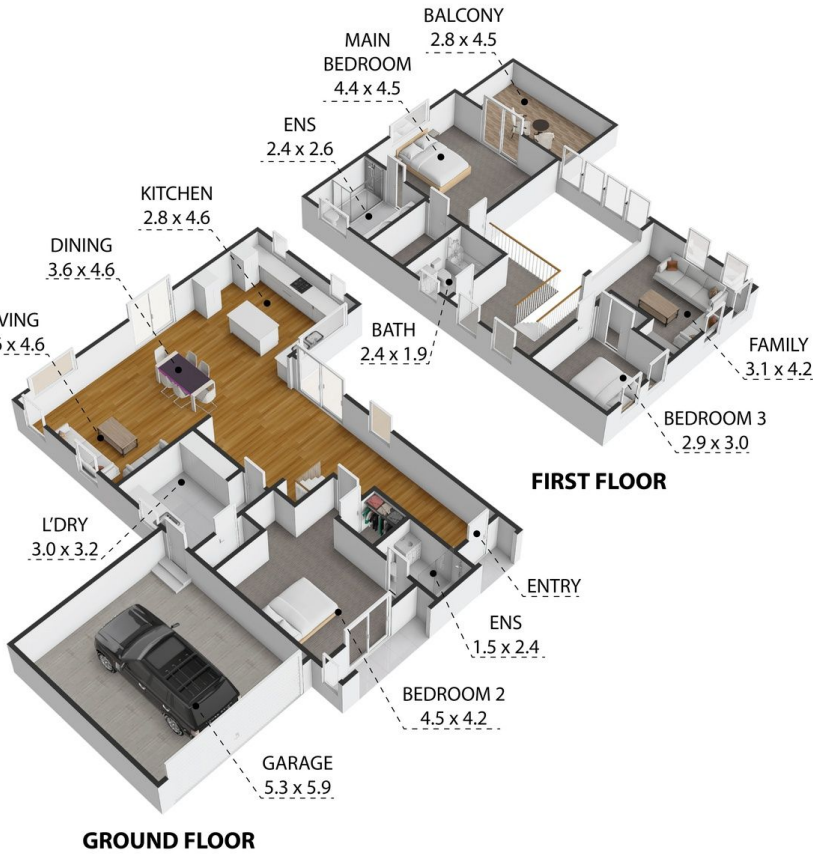 BALCONY
2.8 x 4.5
MAIN
BEDROOM
4.4 x 4.5
ENS
2.4 x 2.6
KITCHEN
2.8 x 4.6
DINING
3.6 x 4.6
VING
x 4.6
L'DRY
3.0 x 3.2
BATH
2.4 x 1.9
FAMILY
3.1 x 4.2
BEDROOM 3
2.9 x 3.0
FIRST FLOOR
ENTRY
ENS
1.5 x 2.4
BEDROOM 2
4.5 x 4.2
GARAGE
5.3 x 5.9
GROUND FLOOR